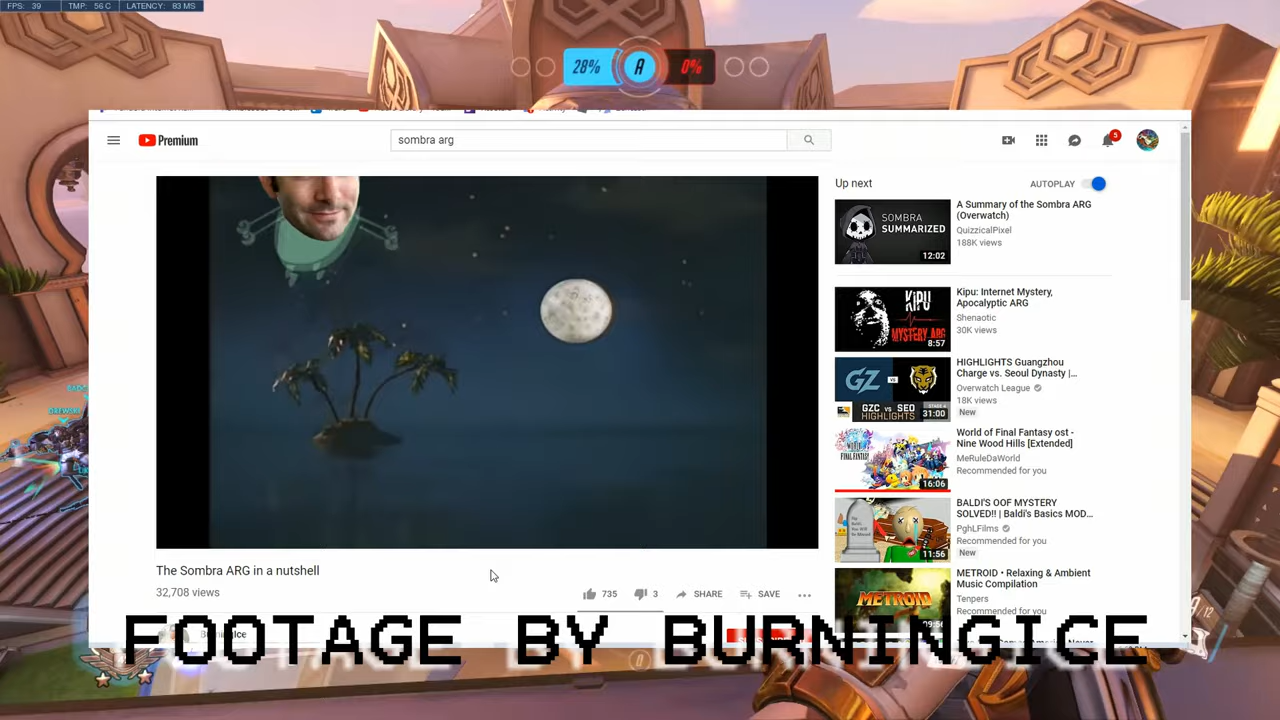 FPS: 39 TMP: 56 C LATENCY: 83 MS
28% A 0%
Premium
sombra arg
5
Up next
AUTOPLAY
SOMBRA
SUMMARIZED
12:02
A Summary of the Sombra ARG
(Overwatch)
QuizzicalPixel
188K views
KIPU
MYSTERY ARG
8:57
Kipu: Internet Mystery,
Apocalyptic ARG
Shenaotic
30K views
GZ VS
GZC VS SEO
HIGHLIGHTS
STAGE 4
31:00
HIGHLIGHTS Guangzhou
Charge vs. Seoul Dynasty |...
Overwatch League
18K views
New
16:06
World of Final Fantasy ost -
Nine Wood Hills [Extended]
MeRuleDaWorld
Recommended for you
11:56
BALDI'S OOF MYSTERY
SOLVED!! | Baldi's Basics MOD...
PghLFilms
Recommended for you
New
METROID
METROID • Relaxing & Ambient
Music Compilation
Tenpers
Recommended for you
The Sombra ARG in a nutshell
32,708 views
735 3 SHARE SAVE
FOOTAGE BY BURNINGICE